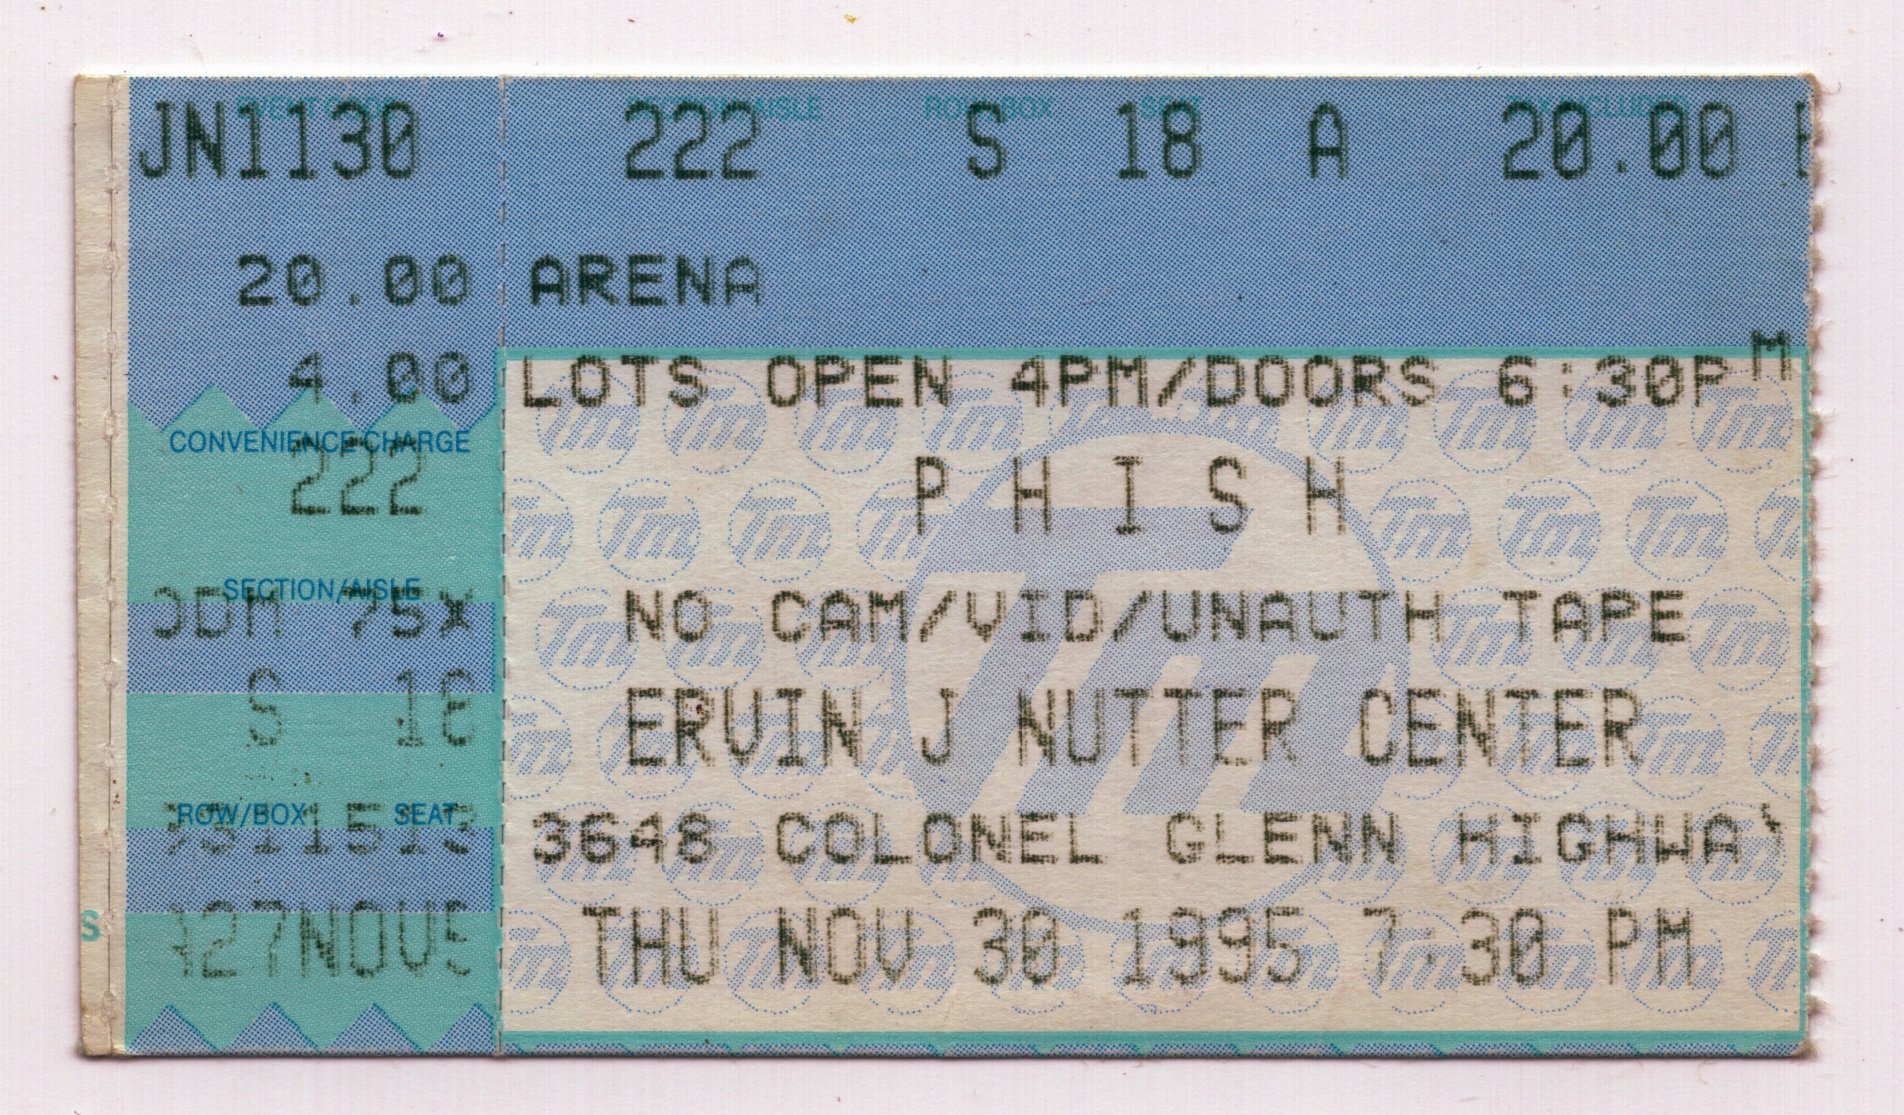 JN1130 222 S 18 A 20.00
20.00 ARENA
4.00 LOTS OPEN 4PM/DOORS 6:30PM
CONVENIENCE CHARGE
222 P H I S H
SECTION/AISLE
75X NO CAM/VID/UNAUTH TAPE
S 18 ERVIN J NUTTER CENTER
ROW/BOX SEAT
3648 COLONEL GLENN HIGHWAY
27NOV THU NOV 30 1995 7:30 PM